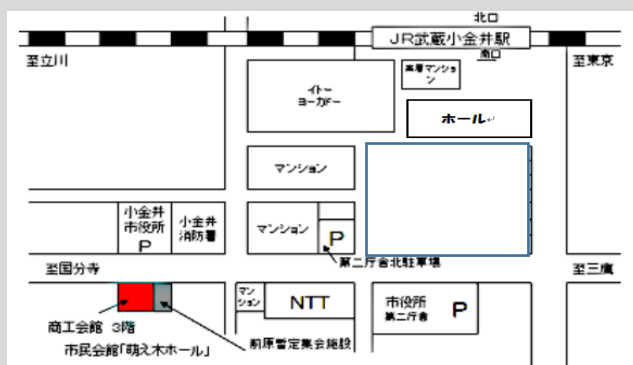 北口
JR武蔵小金井駅
南口
至立川
至東京
高層マンショ
ン
イトー
ヨーカドー
ホール
マンション
小金井
市役所
P
小金井
消防署
マンション
P
第二庁舎北駐車場
至国分寺
至三鷹
マン
ション
NTT
市役所
第二庁舎
P
商工会館 3階
市民会館「萌え木ホール」
前原暫定集会施設